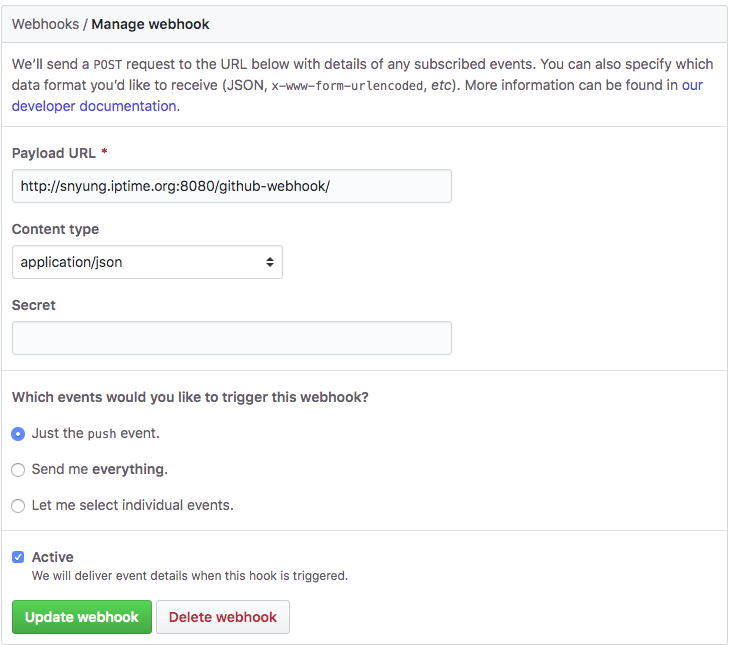 Webhooks / Manage webhook
We’ll send a POST request to the URL below with details of any subscribed events. You can also specify which
data format you’d like to receive (JSON, x-www-form-urlencoded, etc). More information can be found in our
developer documentation.
Payload URL *
http://snyung.iptime.org:8080/github-webhook/
Content type
application/json
Secret
Which events would you like to trigger this webhook?
Just the push event.
Send me everything.
Let me select individual events.
Active
We will deliver event details when this hook is triggered.
Update webhook Delete webhook